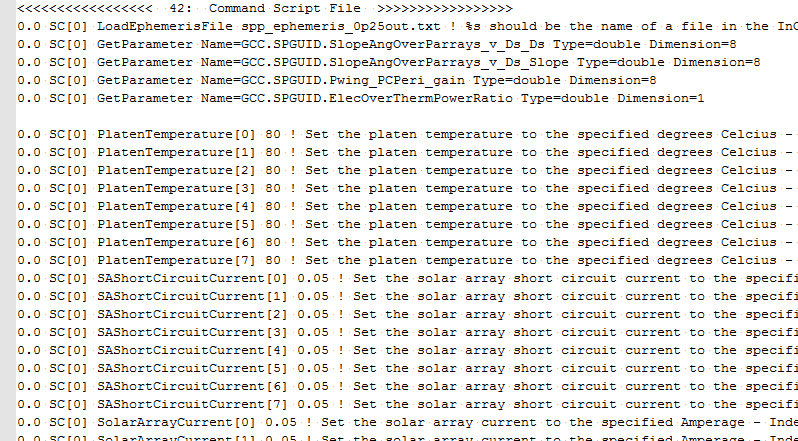 <<<<<<<<<<<<<<<<< 42: Command Script File >>>>>>>>>>>>>>>>>
0.0 SC[0] LoadEphemerisFile spp_ephemeris_0p25out.txt ! %s should be the name of a file in the InO
0.0 SC[0] GetParameter Name=GCC.SPGUID.SlopeAngOverParrays_v_Ds_Ds Type=double Dimension=8
0.0 SC[0] GetParameter Name=GCC.SPGUID.SlopeAngOverParrays_v_Ds_Slope Type=double Dimension=8
0.0 SC[0] GetParameter Name=GCC.SPGUID.Pwing_PCPeri_gain Type=double Dimension=8
0.0 SC[0] GetParameter Name=GCC.SPGUID.ElecOverThermPowerRatio Type=double Dimension=1
0.0 SC[0] PlatenTemperature[0] 80 ! Set the platen temperature to the specified degrees Celcius -
0.0 SC[0] PlatenTemperature[1] 80 ! Set the platen temperature to the specified degrees Celcius -
0.0 SC[0] PlatenTemperature[2] 80 ! Set the platen temperature to the specified degrees Celcius -
0.0 SC[0] PlatenTemperature[3] 80 ! Set the platen temperature to the specified degrees Celcius -
0.0 SC[0] PlatenTemperature[4] 80 ! Set the platen temperature to the specified degrees Celcius -
0.0 SC[0] PlatenTemperature[5] 80 ! Set the platen temperature to the specified degrees Celcius -
0.0 SC[0] PlatenTemperature[6] 80 ! Set the platen temperature to the specified degrees Celcius -
0.0 SC[0] PlatenTemperature[7] 80 ! Set the platen temperature to the specified degrees Celcius -
0.0 SC[0] SAShortCircuitCurrent[0] 0.05 ! Set the solar array short circuit current to the specifi
0.0 SC[0] SAShortCircuitCurrent[1] 0.05 ! Set the solar array short circuit current to the specifi
0.0 SC[0] SAShortCircuitCurrent[2] 0.05 ! Set the solar array short circuit current to the specifi
0.0 SC[0] SAShortCircuitCurrent[3] 0.05 ! Set the solar array short circuit current to the specifi
0.0 SC[0] SAShortCircuitCurrent[4] 0.05 ! Set the solar array short circuit current to the specifi
0.0 SC[0] SAShortCircuitCurrent[5] 0.05 ! Set the solar array short circuit current to the specifi
0.0 SC[0] SAShortCircuitCurrent[6] 0.05 ! Set the solar array short circuit current to the specifi
0.0 SC[0] SAShortCircuitCurrent[7] 0.05 ! Set the solar array short circuit current to the specifi
0.0 SC[0] SolarArrayCurrent[0] 0.05 ! Set the solar array current to the specified Amperage - Inde
0.0 SC[0] SolarArrayCurrent[1] 0.05 ! Set the solar array current to the specified Amperage - Inde